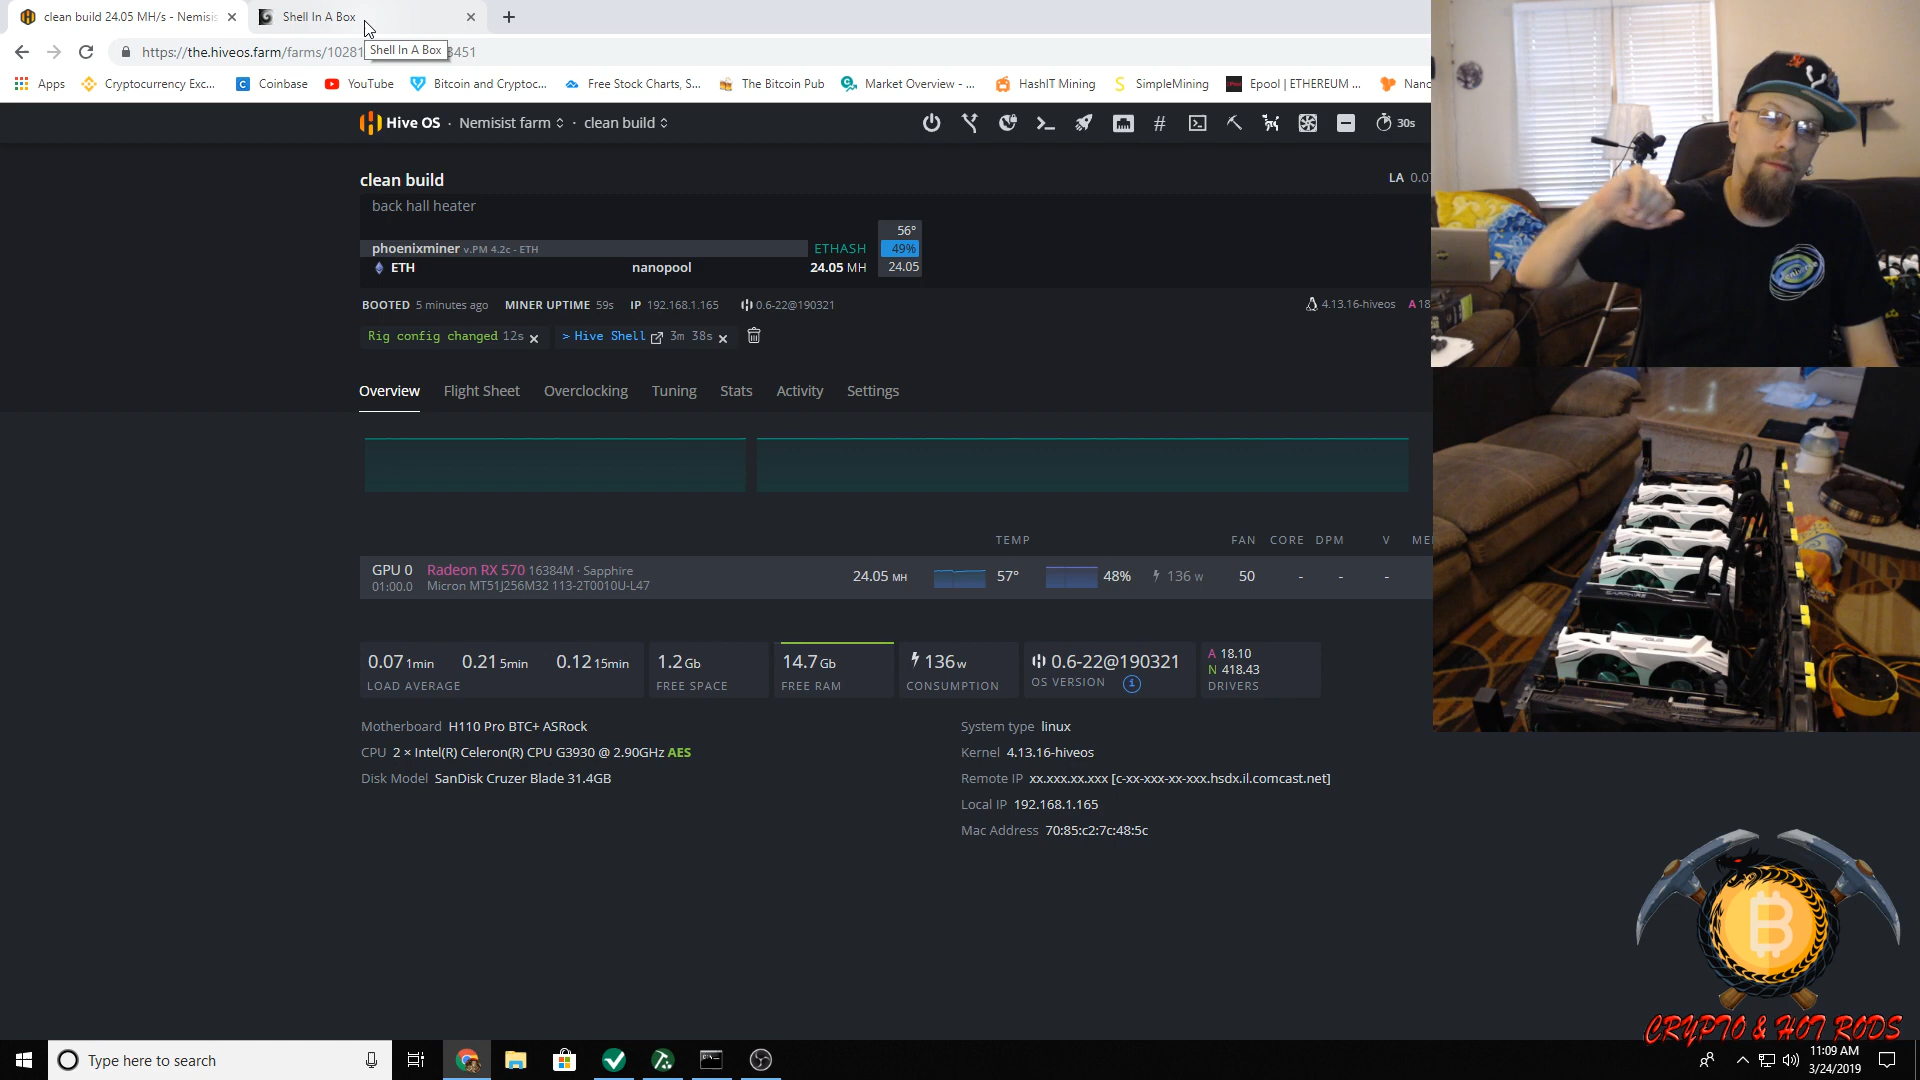 clean build 24.05 MH/s - Nemisis
Shell In A Box
https://the.hiveos.farm/farms/10281
3451
Shell In A Box
Apps
Cryptocurrency Exc...
Coinbase
YouTube
Bitcoin and Cryptoc...
Free Stock Charts, S...
The Bitcoin Pub
Market Overview - ...
HashIT Mining
SimpleMining
Epool | ETHEREUM ...
Nanc
Hive OS · Nemisist farm · clean build
30s
clean build
LA 0.07
back hall heater
56°
phoenixminer v.PM 4.2c - ETH ETHASH 49%
ETH nanopool 24.05 MH 24.05
BOOTED 5 minutes ago MINER UPTIME 59s IP 192.168.1.165 0.6-22@190321
4.13.16-hiveos A 18
Rig config changed 12s × > Hive Shell 3m 38s ×
Overview Flight Sheet Overclocking Tuning Stats Activity Settings
TEMP FAN CORE DPM V ME
GPU 0 Radeon RX 570 16384M · Sapphire
01:00.0 Micron MT51J256M32 113-2T0010U-L47
24.05 MH 57° 48% 136 W 50 - - -
0.07 1min 0.21 5min 0.12 15min
LOAD AVERAGE
1.2 Gb
FREE SPACE
14.7 Gb
FREE RAM
136 w
CONSUMPTION
0.6-22@190321
OS VERSION
A 18.10
N 418.43
DRIVERS
Motherboard H110 Pro BTC+ ASRock
CPU 2 × Intel(R) Celeron(R) CPU G3930 @ 2.90GHz AES
Disk Model SanDisk Cruzer Blade 31.4GB
System type linux
Kernel 4.13.16-hiveos
Remote IP xx.xxx.xx.xxx [c-xx-xxx-xx-xxx.hsdx.il.comcast.net]
Local IP 192.168.1.165
Mac Address 70:85:c2:7c:48:5c
SAPPHIRE
ASUS
CRYPTO & HOT RODS
Type here to search
11:09 AM
3/24/2019